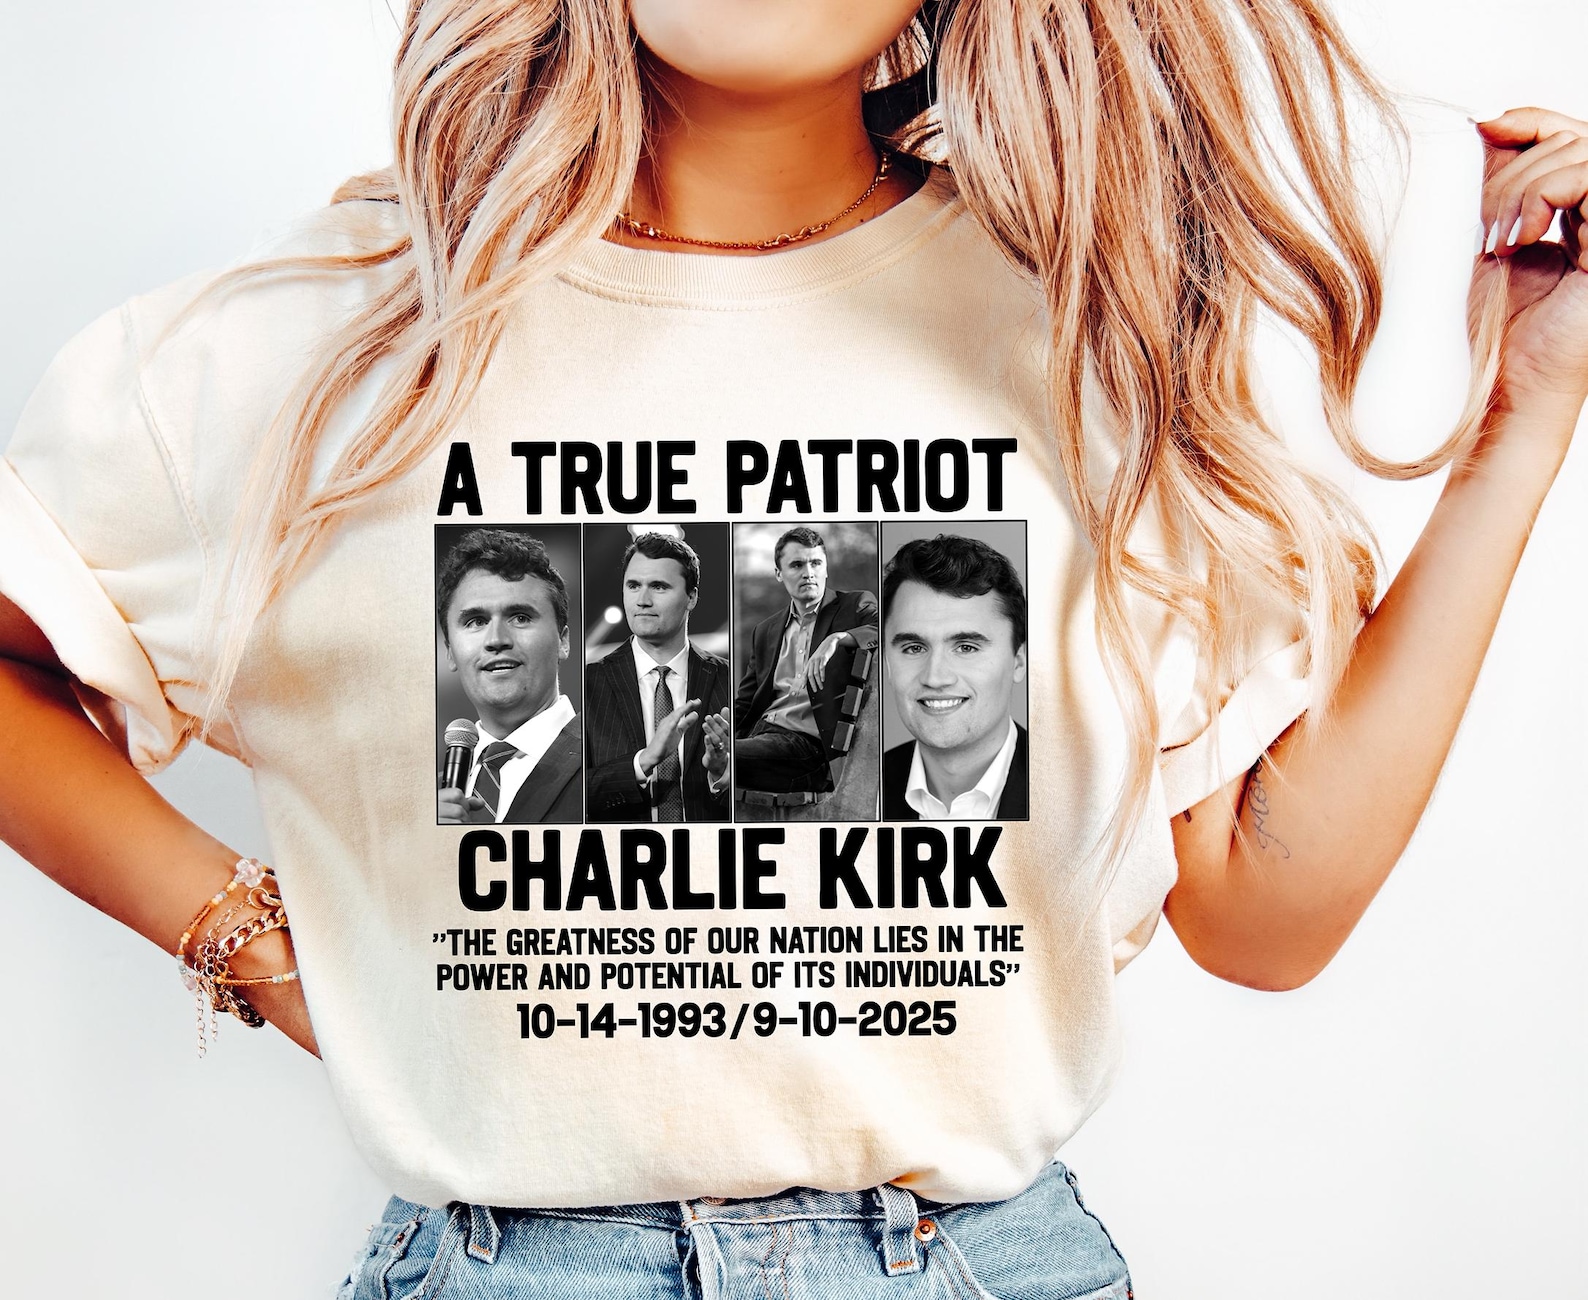 A TRUE PATRIOT
CHARLIE KIRK
”THE GREATNESS OF OUR NATION LIES IN THE
POWER AND POTENTIAL OF ITS INDIVIDUALS”
10-14-1993/9-10-2025